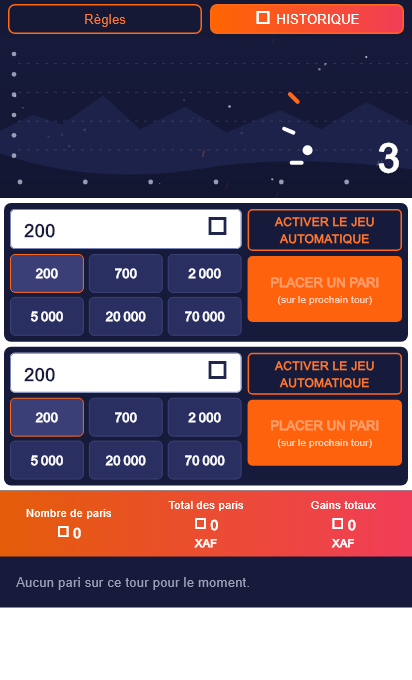 Règles
HISTORIQUE
3
200
ACTIVER LE JEU
AUTOMATIQUE
200 700 2 000
PLACER UN PARI
(sur le prochain tour)
5 000 20 000 70 000
200
ACTIVER LE JEU
AUTOMATIQUE
200 700 2 000
PLACER UN PARI
(sur le prochain tour)
5 000 20 000 70 000
Nombre de paris
0
Total des paris
0
XAF
Gains totaux
0
XAF
Aucun pari sur ce tour pour le moment.